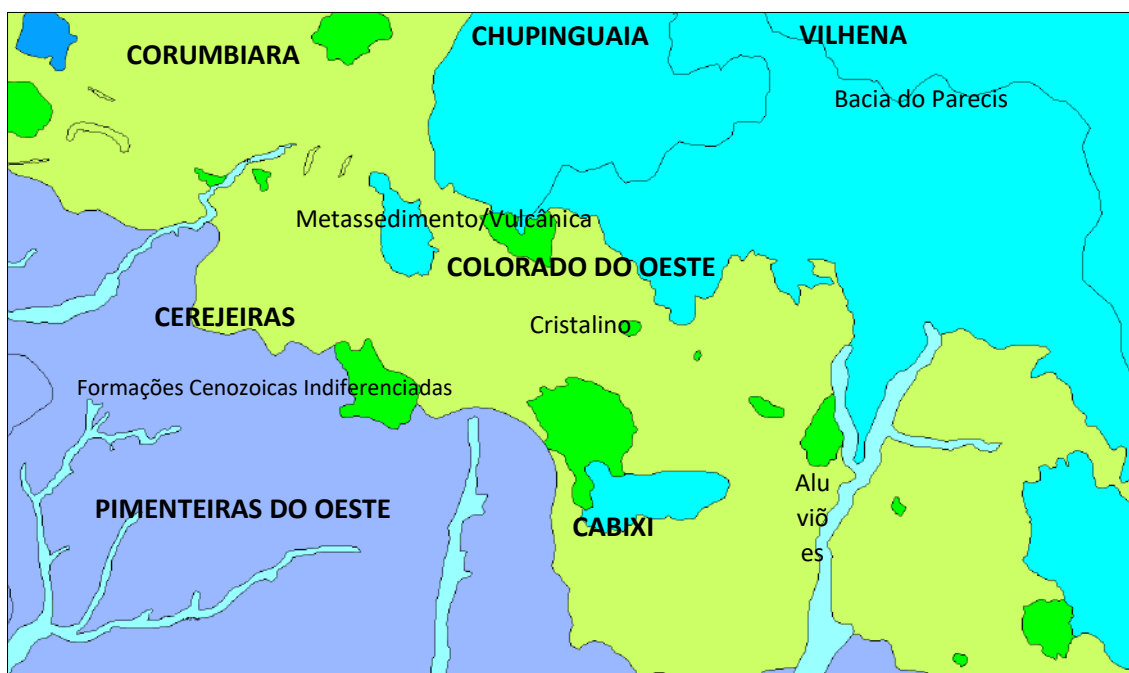 CHUPINGUAIA
VILHENA
CORUMBIARA
Bacia do Parecis
Metassedimento/Vulcânica
COLORADO DO OESTE
CEREJEIRAS
Cristalino
Formações Cenozoicas Indiferenciadas
Alu
viõ
es
PIMENTEIRAS DO OESTE
CABIXI